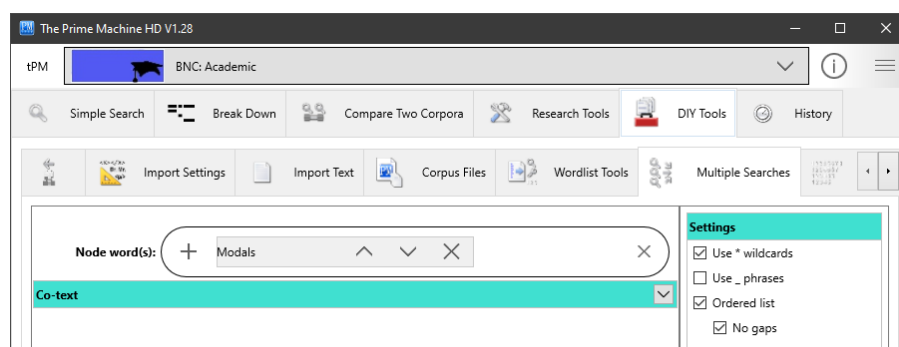 The Prime Machine HD V1.28
tPM BNC: Academic
Simple Search Break Down Compare Two Corpora Research Tools DIY Tools History
Import Settings Import Text Corpus Files Wordlist Tools Multiple Searches
Settings
Node word(s): Modals
Use * wildcards
Use _ phrases
Co-text
Ordered list
No gaps